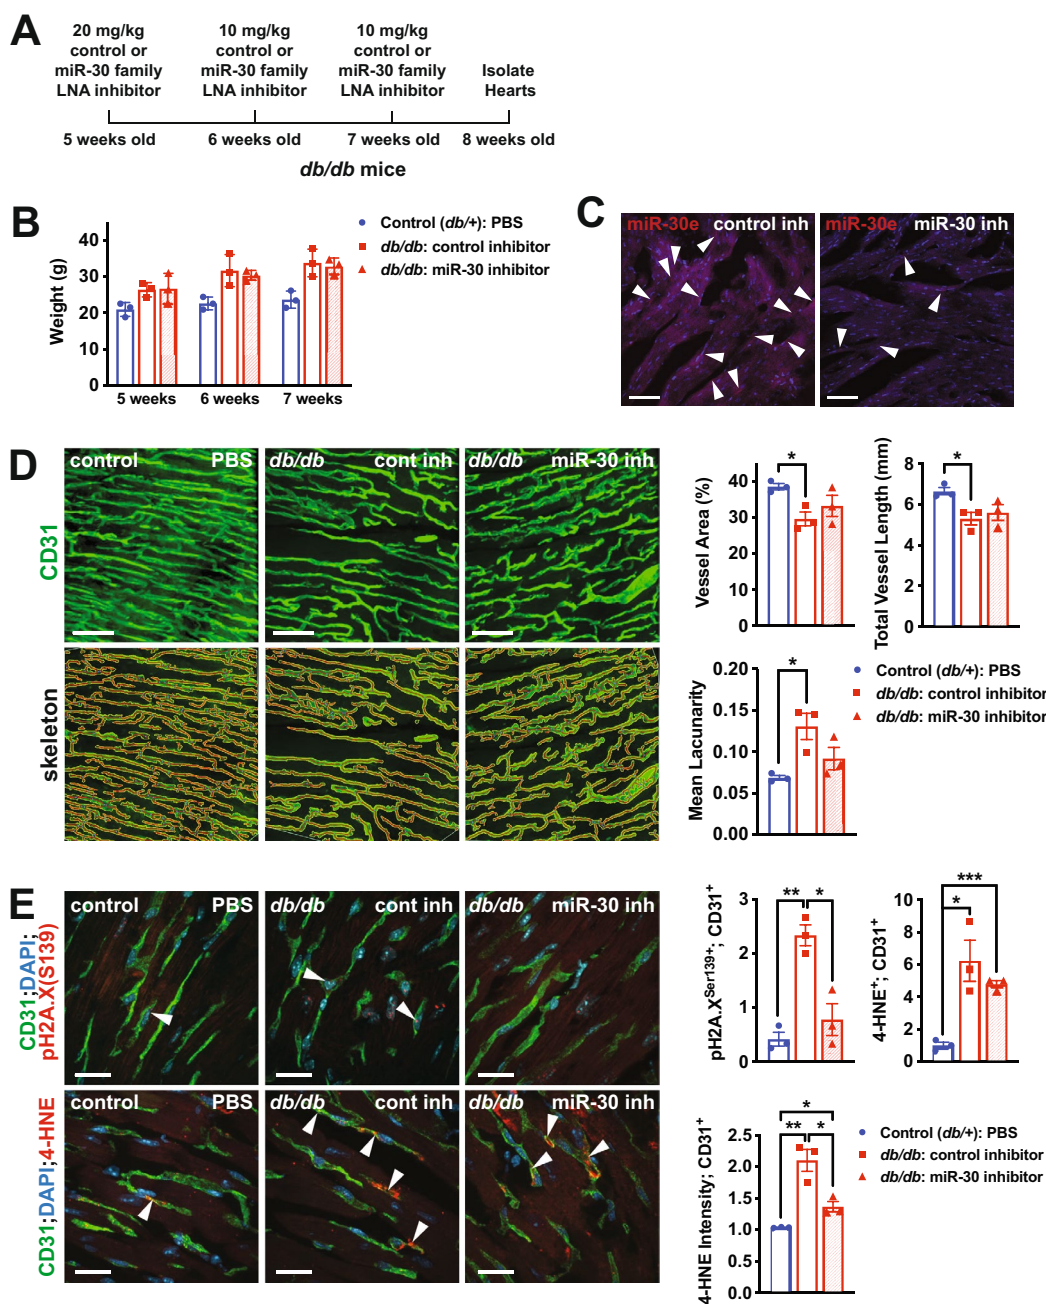 A
20 mg/kg
control or
miR-30 family
LNA inhibitor
10 mg/kg
control or
miR-30 family
LNA inhibitor
10 mg/kg
control or
miR-30 family
LNA inhibitor
Isolate
Hearts
5 weeks old
6 weeks old
7 weeks old
8 weeks old
db/db mice
B
Weight (g)
40
30
20
10
0
5 weeks
6 weeks
7 weeks
Control (db/+): PBS
db/db: control inhibitor
db/db: miR-30 inhibitor
C
miR-30e control inh
miR-30e miR-30 inh
D
CD31
skeleton
control PBS
db/db cont inh
db/db miR-30 inh
Vessel Area (%)
40
30
20
10
0
*
Total Vessel Length (mm)
8
6
4
2
0
*
Mean Lacunarity
0.20
0.15
0.10
0.05
0.00
*
Control (db/+): PBS
db/db: control inhibitor
db/db: miR-30 inhibitor
E
CD31;DAPI;
pH2A.X(S139)
control PBS
db/db cont inh
db/db miR-30 inh
CD31;DAPI;4-HNE
control PBS
db/db cont inh
db/db miR-30 inh
pH2A.XSer139+; CD31+
3
2
1
0
** *
4-HNE+; CD31+
10
8
6
4
2
0
***
*
4-HNE Intensity; CD31+
2.5
2.0
1.5
1.0
0.5
0.0
*
** *
Control (db/+): PBS
db/db: control inhibitor
db/db: miR-30 inhibitor